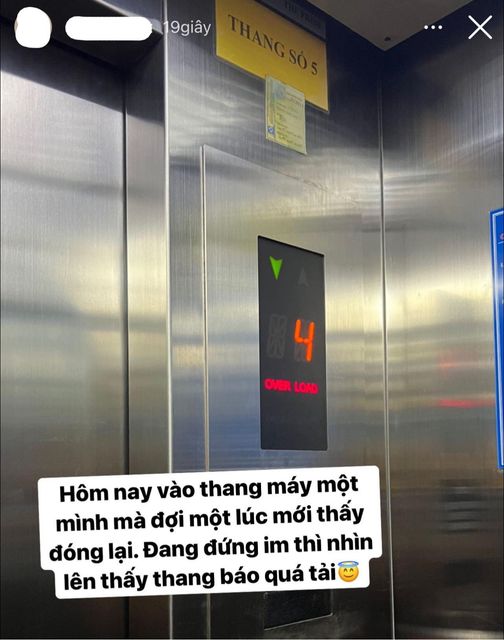 19giây
THANG SỐ 5
4
OVER LOAD
Hôm nay vào thang máy một
mình mà đợi một lúc mới thấy
đóng lại. Đang đứng im thì nhìn
lên thấy thang báo quá tải😇